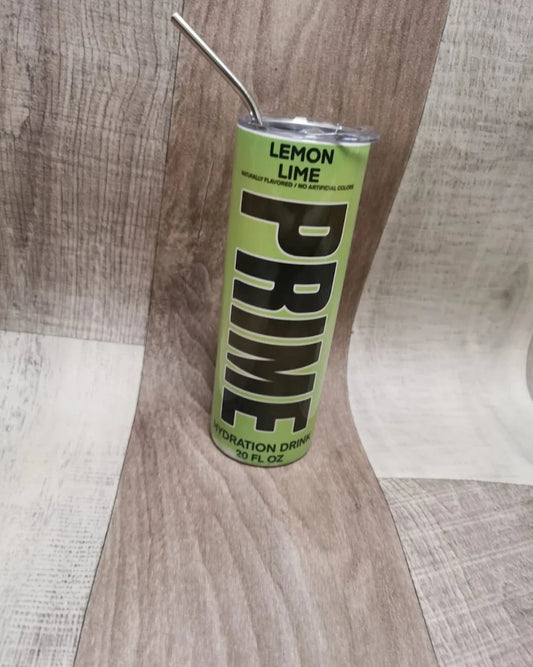 LEMON
LIME
NATURALLY FLAVORED / NO ARTIFICIAL COLORS
PRIME
HYDRATION DRINK
20 FL OZ